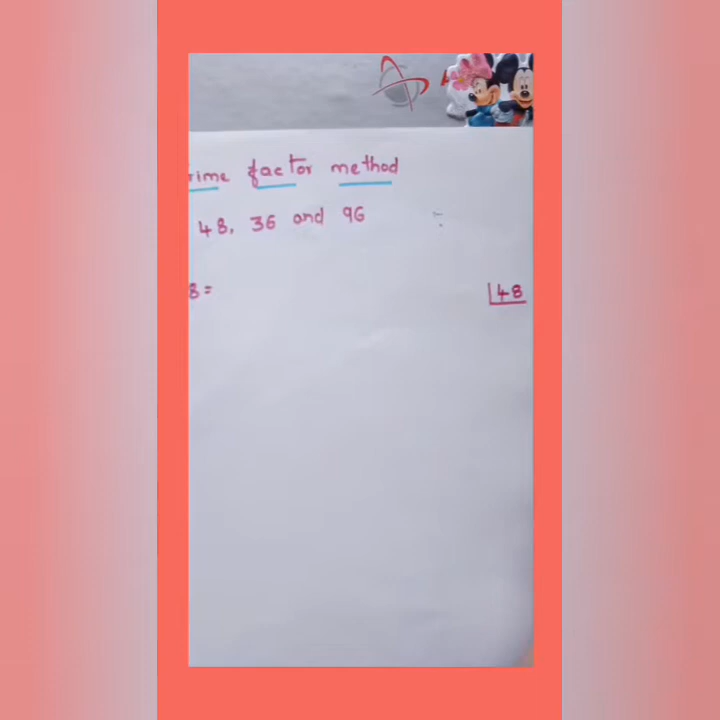 rime factor method
48, 36 and 96
8 =
48